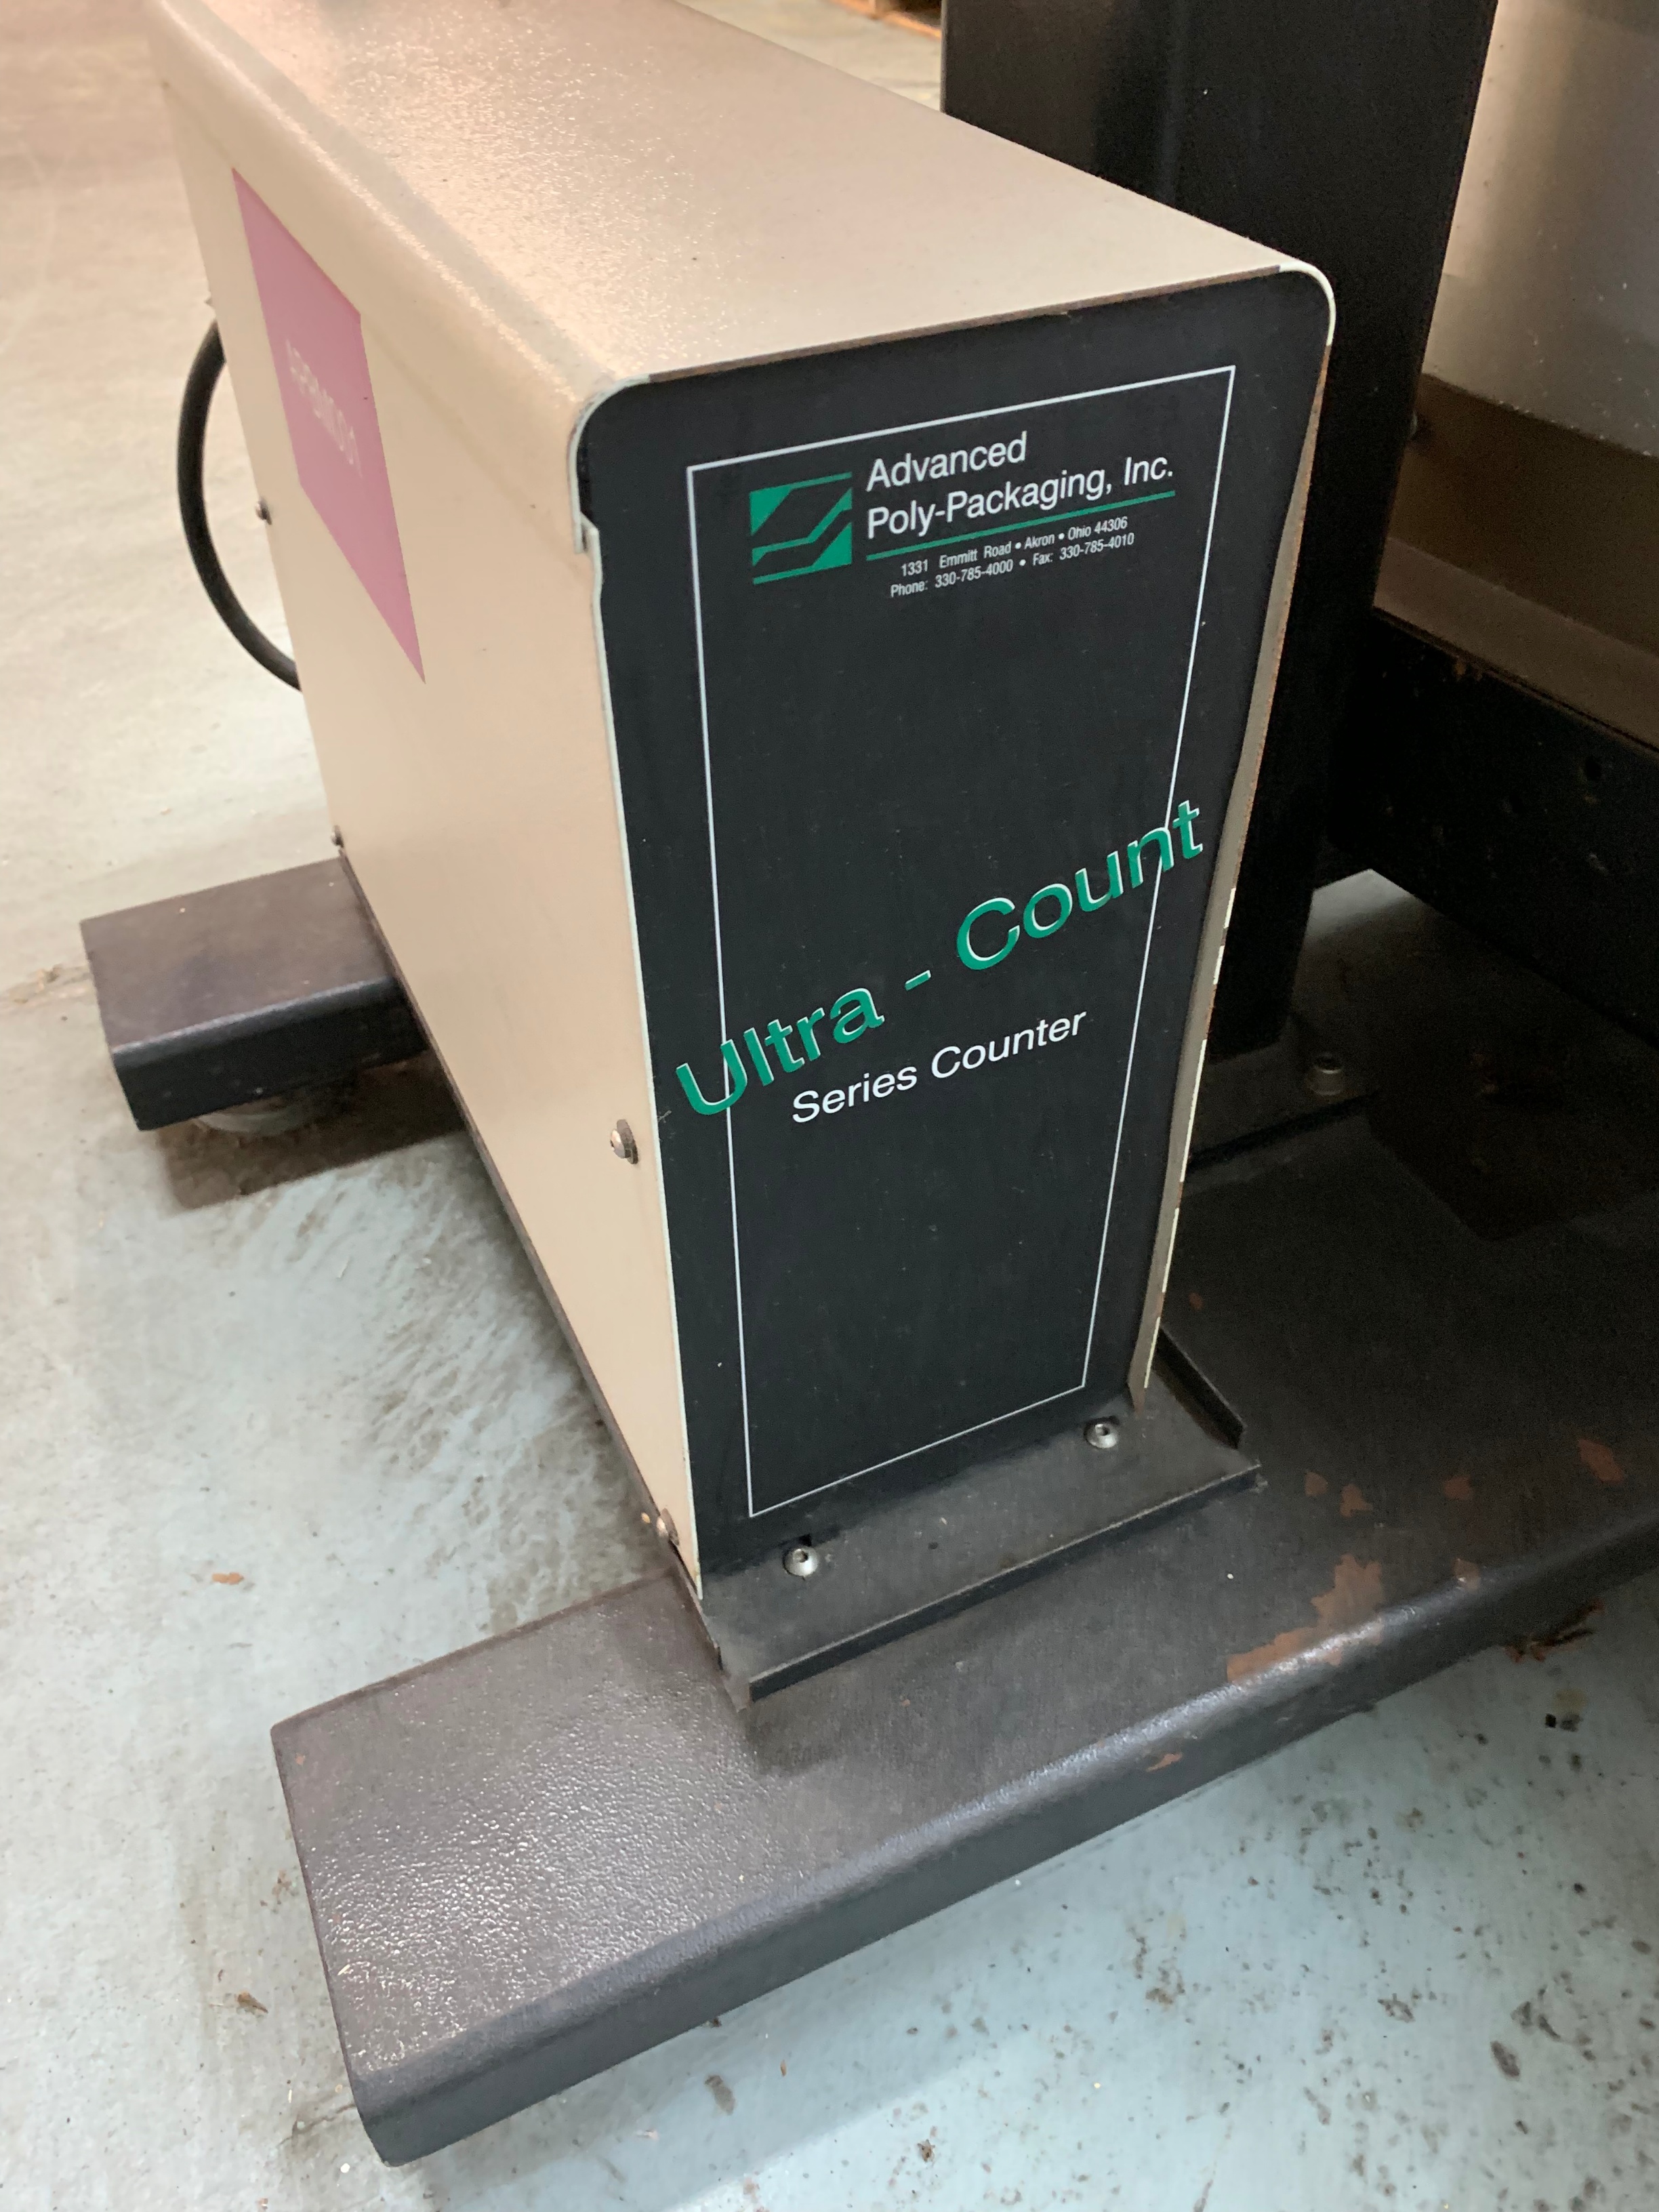 Advanced
Poly-Packaging, Inc.
1331 Emmitt Road • Akron • Ohio 44306
Phone: 330-785-4000 • Fax: 330-785-4010
Ultra - Count
Series Counter